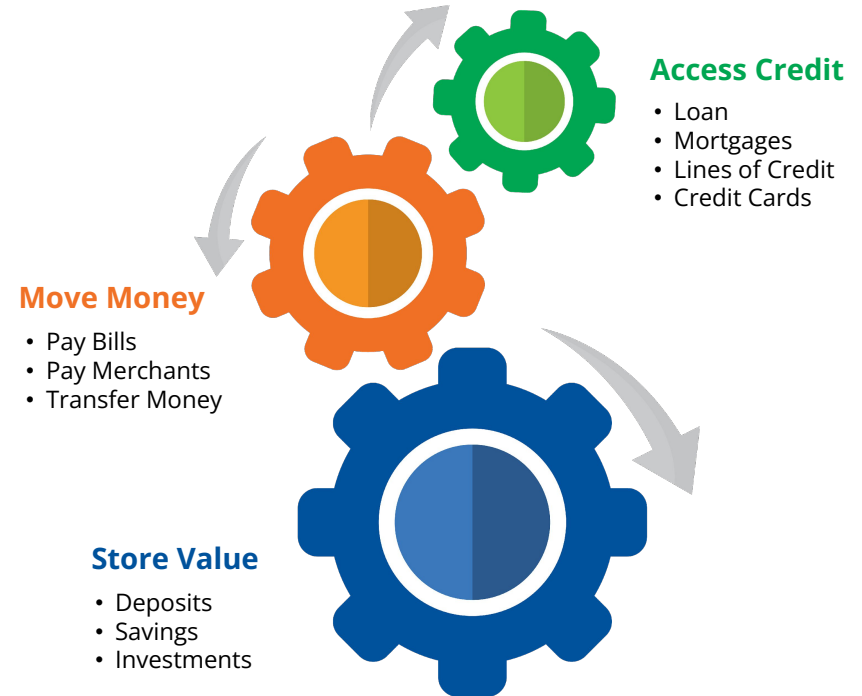 Access Credit
• Loan
• Mortgages
• Lines of Credit
• Credit Cards
Move Money
• Pay Bills
• Pay Merchants
• Transfer Money
Store Value
• Deposits
• Savings
• Investments